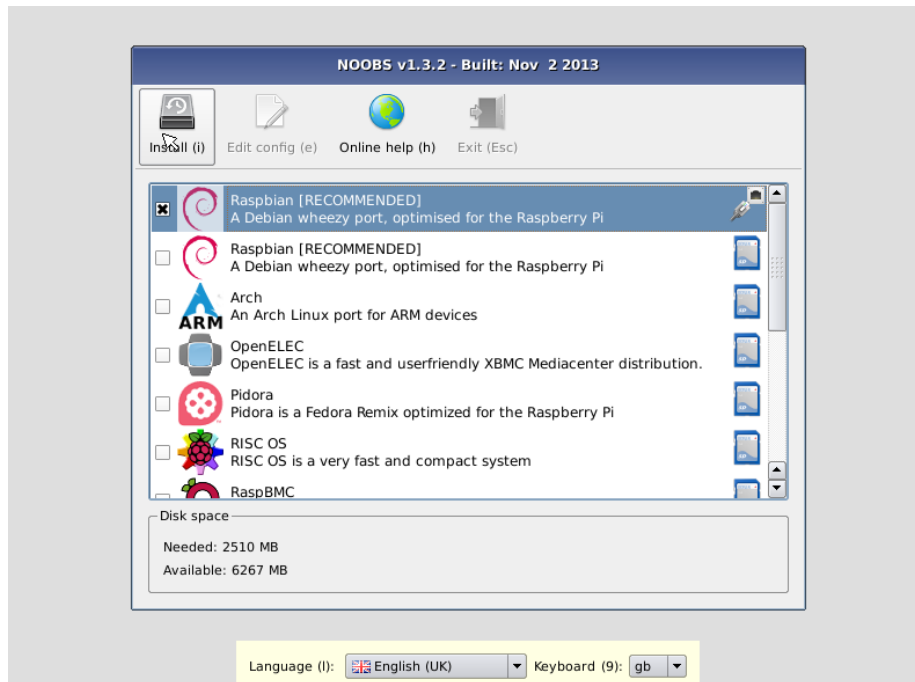 NOOBS v1.3.2 - Built: Nov  2 2013
Install (i)
Edit config (e)
Online help (h)
Exit (Esc)
Raspbian [RECOMMENDED]
A Debian wheezy port, optimised for the Raspberry Pi
Raspbian [RECOMMENDED]
A Debian wheezy port, optimised for the Raspberry Pi
ARM
Arch
An Arch Linux port for ARM devices
OpenELEC
OpenELEC is a fast and userfriendly XBMC Mediacenter distribution.
Pidora
Pidora is a Fedora Remix optimized for the Raspberry Pi
RISC OS
RISC OS is a very fast and compact system
RaspBMC
Disk space
Needed: 2510 MB
Available: 6267 MB
Language (l): English (UK) Keyboard (9): gb